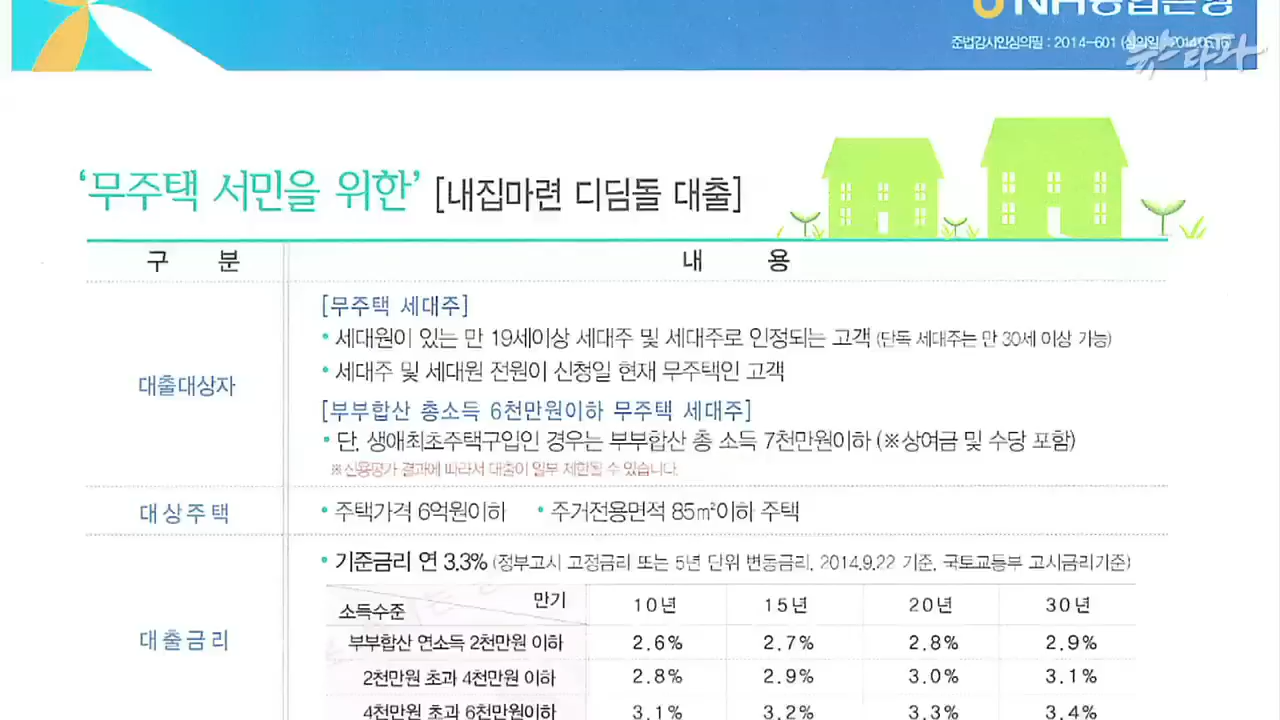 NH농협은행
준법감시인심의필 : 2014-601 (심의일 : 2014.05.16)
뉴스타파
‘무주택 서민을 위한’ [내집마련 디딤돌 대출]
구 분 내 용
[무주택 세대주]
• 세대원이 있는 만 19세이상 세대주 및 세대주로 인정되는 고객 (단독 세대주는 만 30세 이상 가능)
대출대상자
• 세대주 및 세대원 전원이 신청일 현재 무주택인 고객
[부부합산 총소득 6천만원이하 무주택 세대주]
• 단, 생애최초주택구입인 경우는 부부합산 총 소득 7천만원이하 (※상여금 및 수당 포함)
※ 신용평가 결과에 따라서 대출이 일부 제한될 수 있습니다.
대상주택 • 주택가격 6억원이하 • 주거전용면적 85㎡이하 주택
• 기준금리 연 3.3% (정부고시 고정금리 또는 5년 단위 변동금리, 2014.9.22 기준, 국토교통부 고시금리기준)
대출금리
소득수준 만기 10년 15년 20년 30년
부부합산 연소득 2천만원 이하 2.6% 2.7% 2.8% 2.9%
2천만원 초과 4천만원 이하 2.8% 2.9% 3.0% 3.1%
4천만원 초과 6천만원이하 3.1% 3.2% 3.3% 3.4%